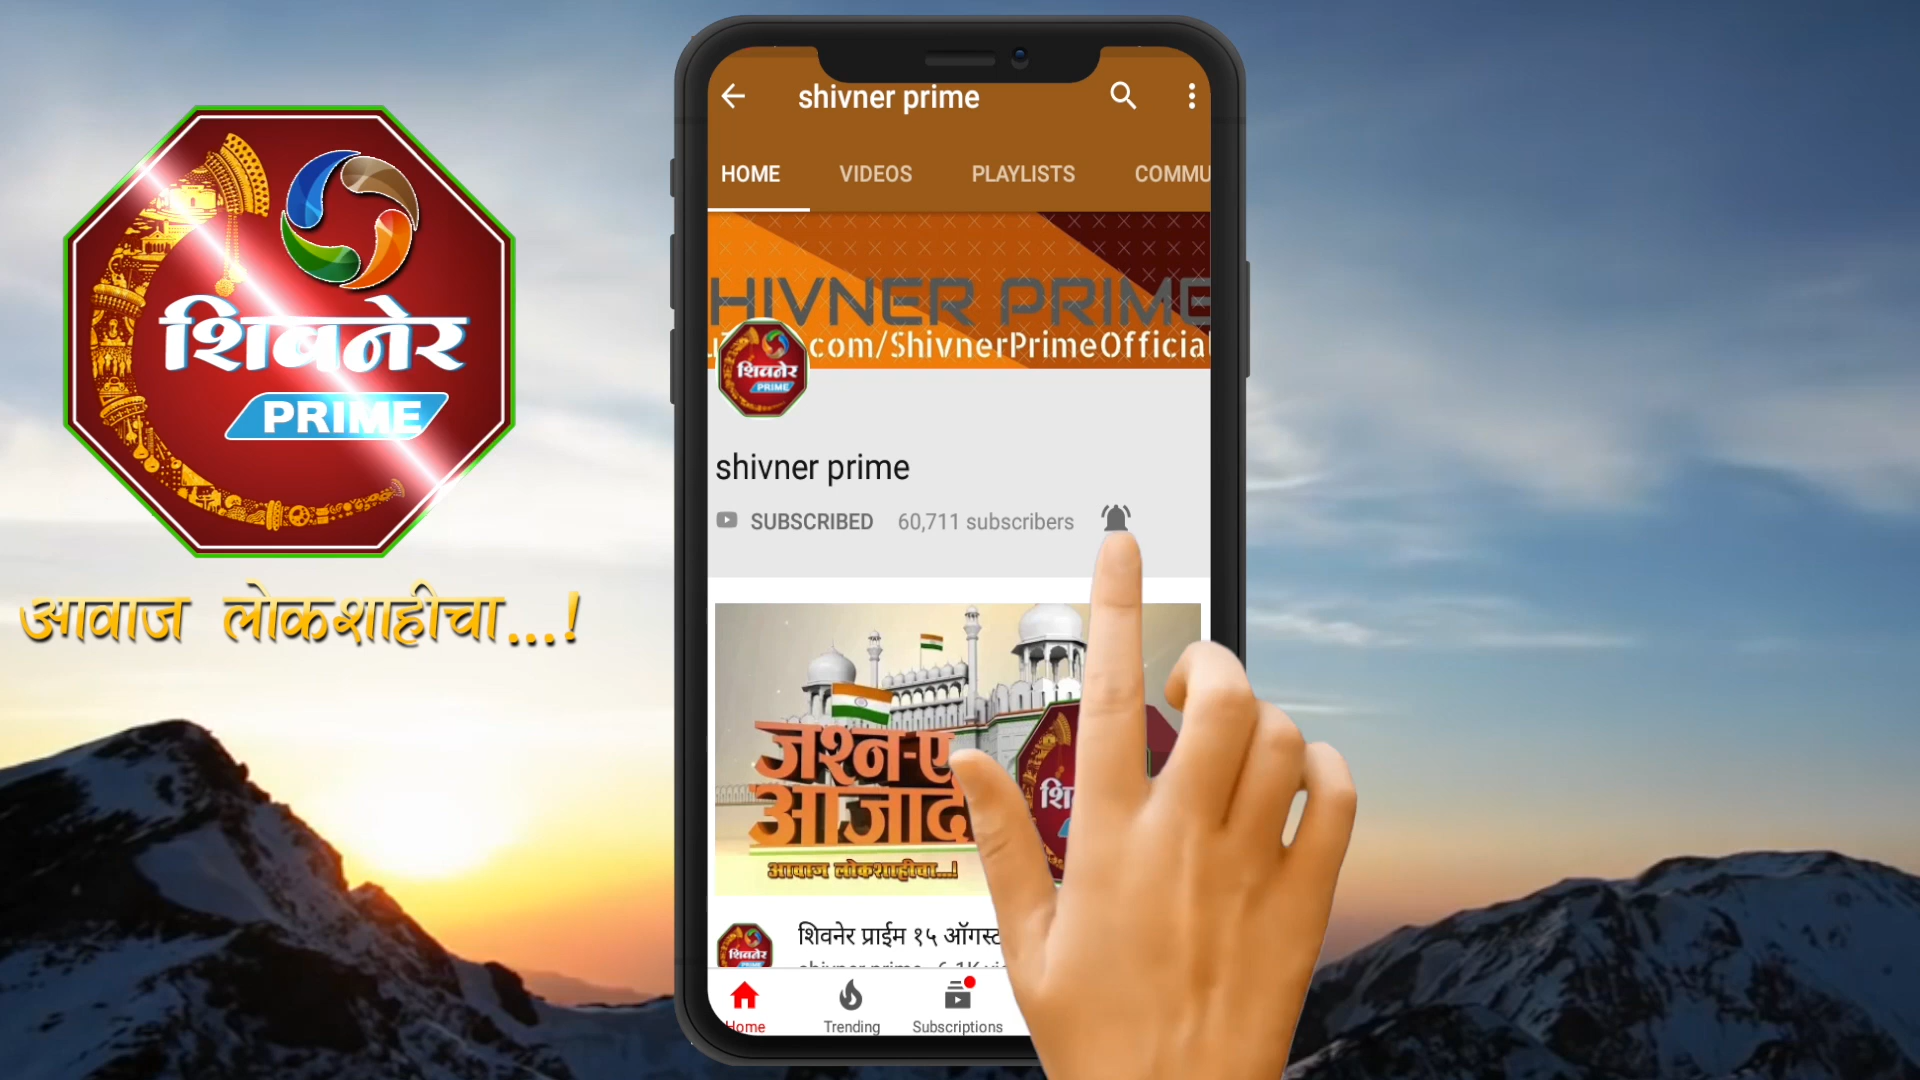 शिवनेर
PRIME
आवाज लोकशाहीचा...!
shivner prime
HOME VIDEOS PLAYLISTS COMMU
HIVNER PRIME
com/ShivnerPrimeOfficial
शिवनेर
PRIME
shivner prime
SUBSCRIBED 60,711 subscribers
जश्न-ए
आजाद
शि
आवाज लोकशाहीचा...!
शिवनेर प्राईम १५ ऑगस्ट
शिवनेर
Home Trending Subscriptions